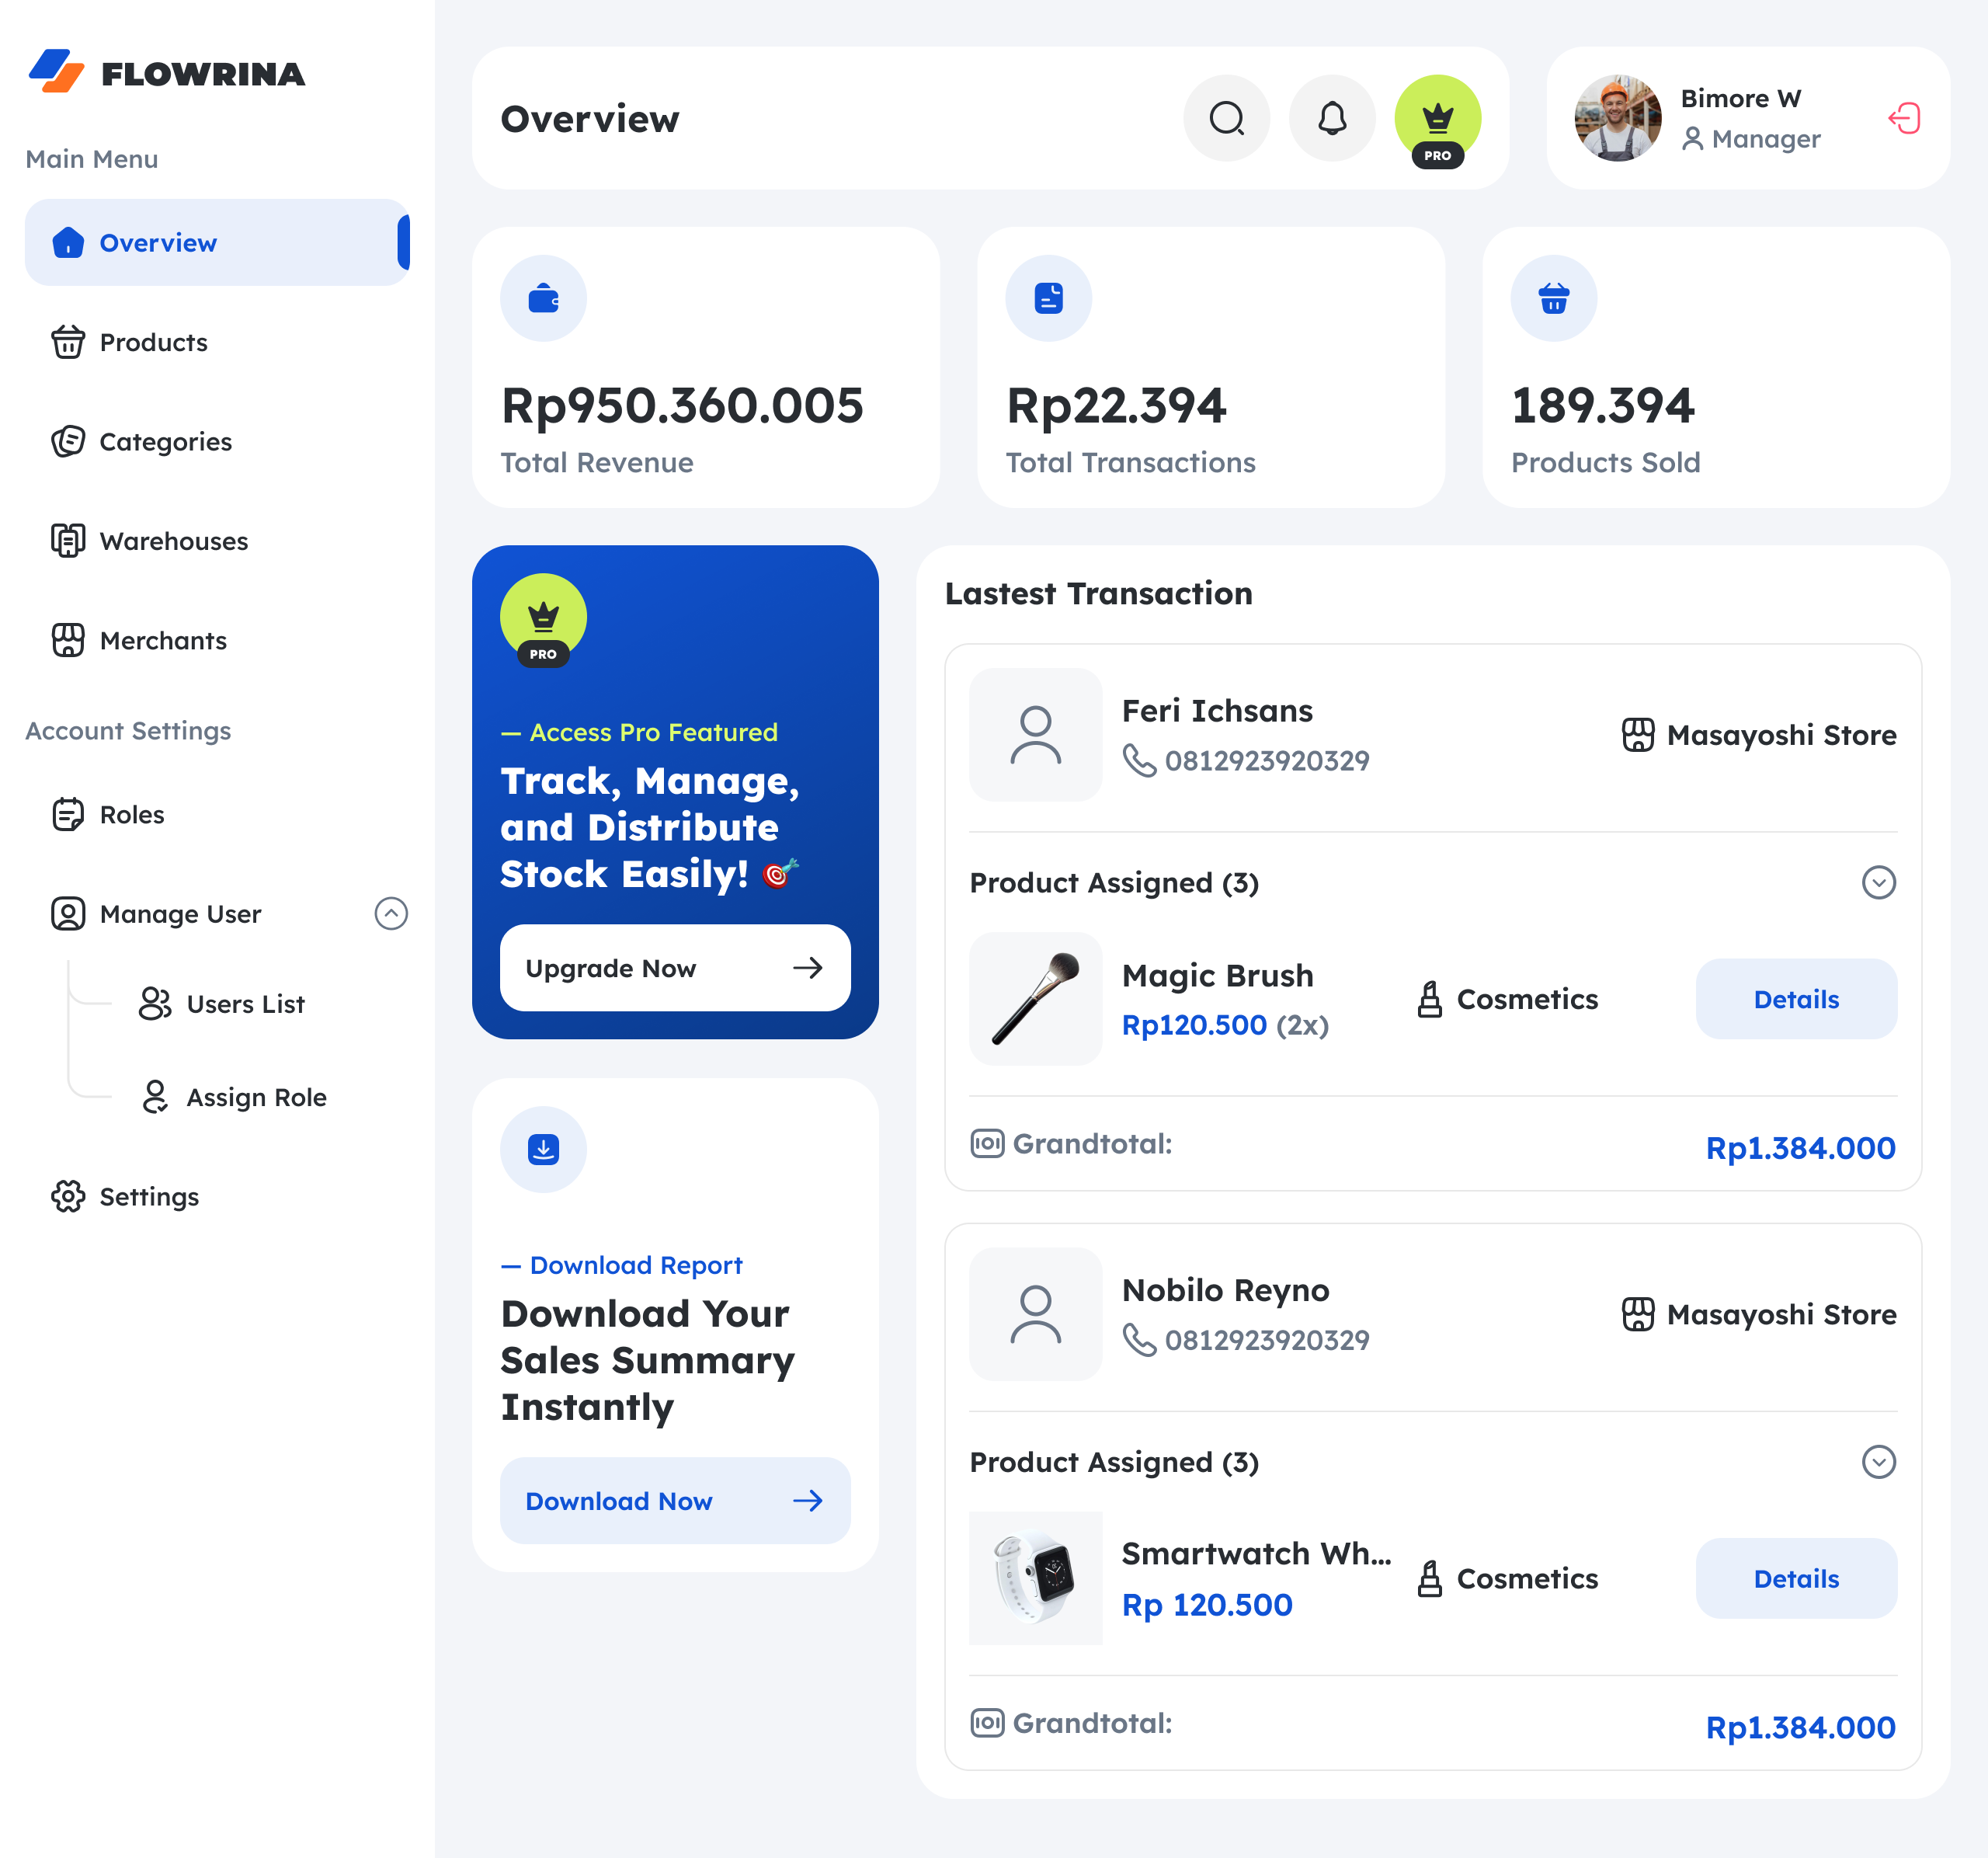 FLOWRINA
Main Menu
Overview
Products
Categories
Warehouses
Merchants
Account Settings
Roles
Manage User
Users List
Assign Role
Settings
Overview
PRO
Bimore W
Manager
Rp950.360.005
Total Revenue
Rp22.394
Total Transactions
189.394
Products Sold
PRO
— Access Pro Featured
Track, Manage,
and Distribute
Stock Easily! 🎯
Upgrade Now
— Download Report
Download Your
Sales Summary
Instantly
Download Now
Lastest Transaction
Feri Ichsans
0812923920329
Masayoshi Store
Product Assigned (3)
Magic Brush
Rp120.500 (2x)
Cosmetics
Details
Grandtotal:
Rp1.384.000
Nobilo Reyno
0812923920329
Masayoshi Store
Product Assigned (3)
Smartwatch Wh...
Rp 120.500
Cosmetics
Details
Grandtotal:
Rp1.384.000